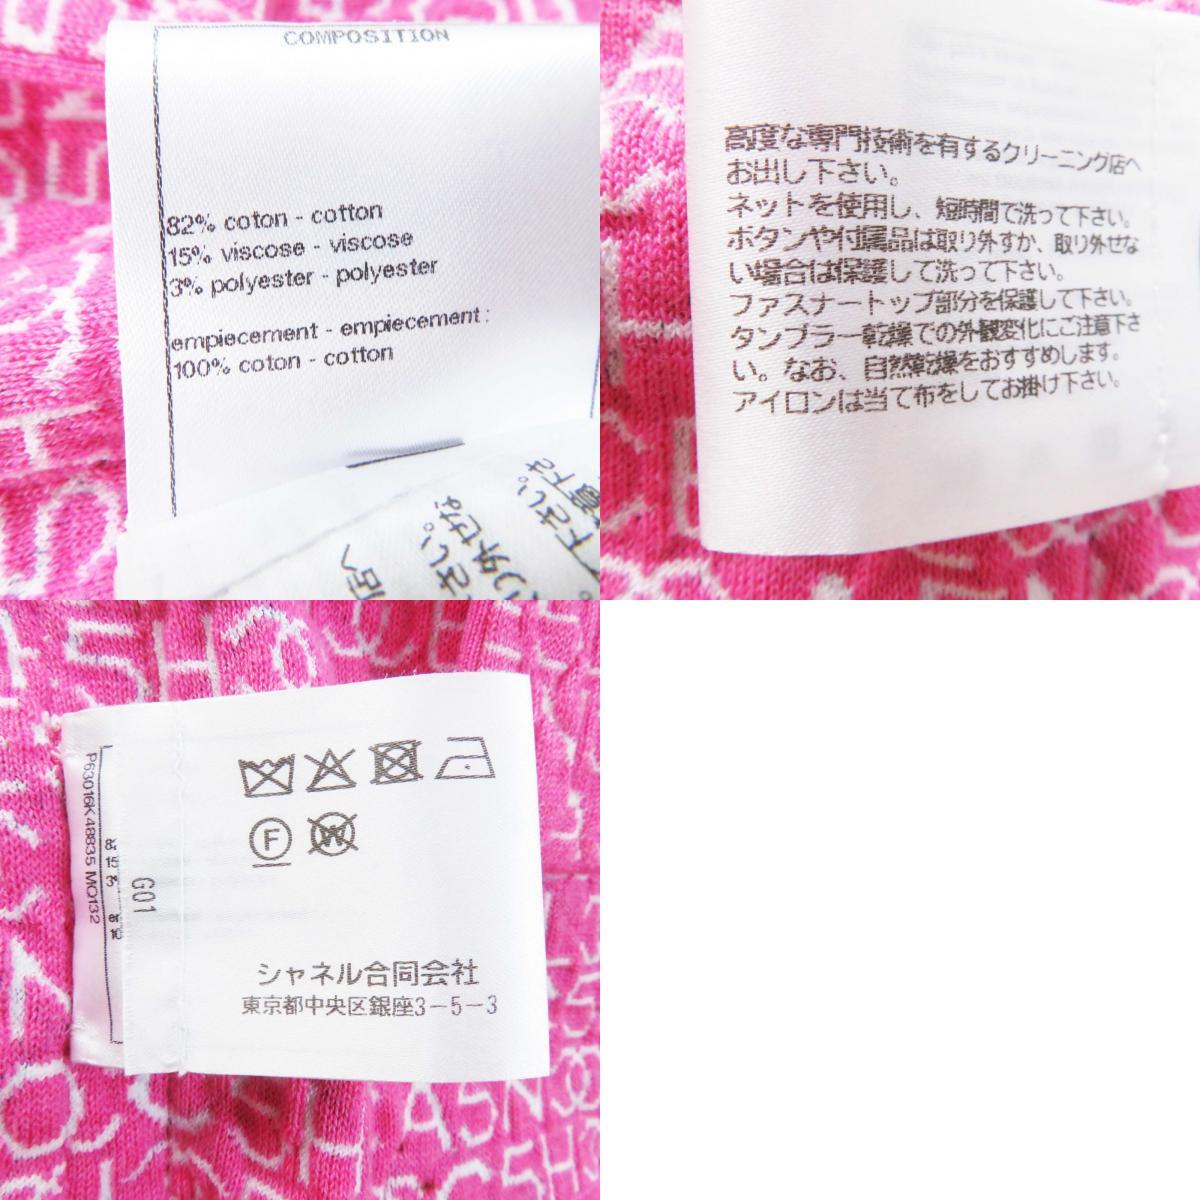 COMPOSITION
82% coton - cotton
15% viscose - viscose
3% polyester - polyester
empiecement - empiecement :
100% coton - cotton
高度な専門技術を有するクリーニング店へ
お出し下さい。
ネットを使用し、短時間で洗って下さい。
ボタンや付属品は取り外すか、取り外せな
い場合は保護して洗って下さい。
ファスナートップ部分を保護して下さい。
タンブラー乾燥での外観変化にご注意下さ
い。なお、自然乾燥をおすすめします。
アイロンは当て布をしてお掛け下さい。
P63016K48835 MO132
G01
F
W
シャネル合同会社
東京都中央区銀座3-5-3